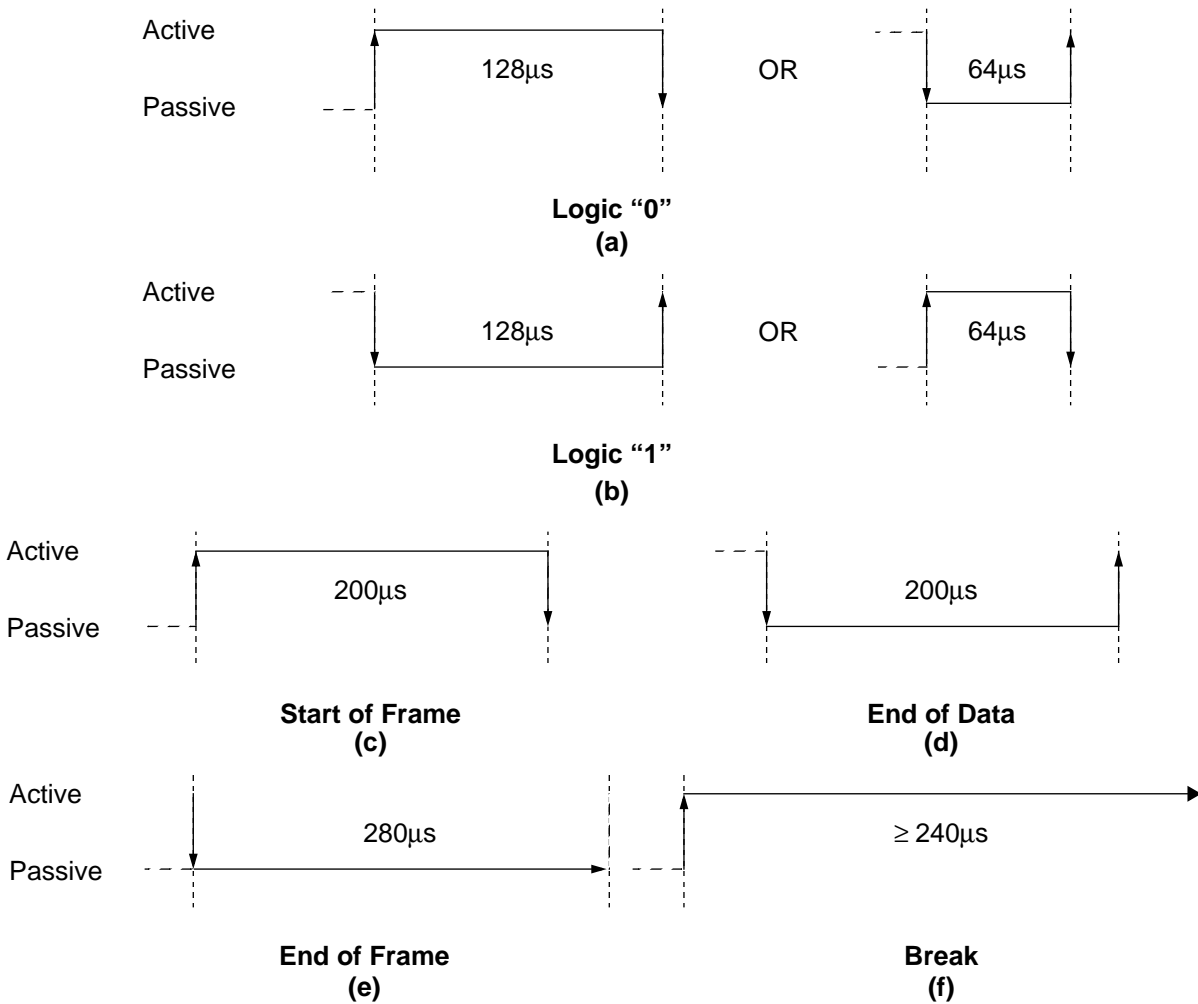 Active
128μs
OR
64μs
Passive
Logic “0”
(a)
Active
128μs
OR
64μs
Passive
Logic “1”
(b)
Active
200μs
200μs
Passive
Start of Frame
(c)
End of Data
(d)
Active
280μs
≥ 240μs
Passive
End of Frame
(e)
Break
(f)